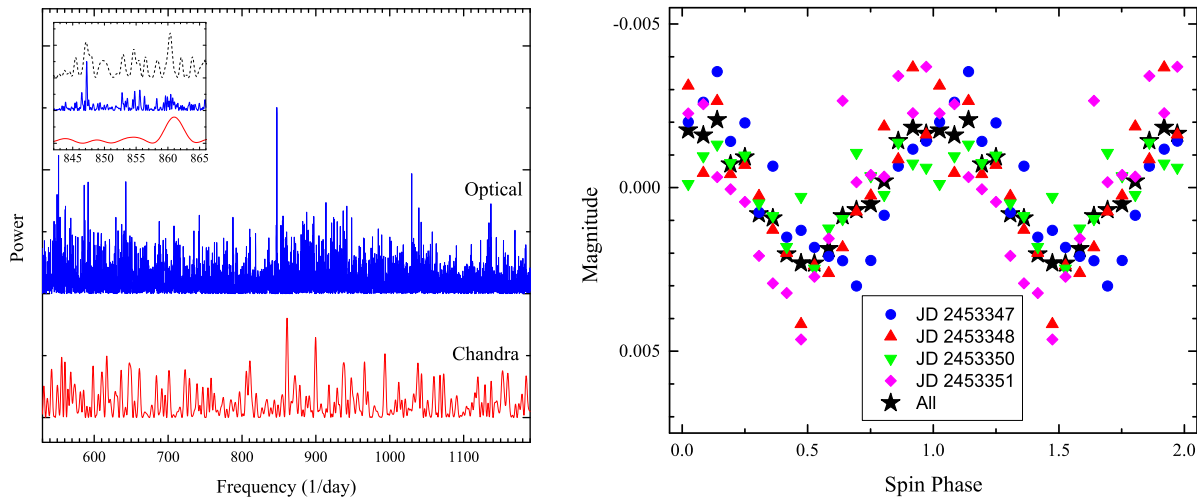 845 850 855 860 865
Optical
Chandra
Power
600 700 800 900 1000 1100
Frequency (1/day)
-0.005
0.000
0.005
Magnitude
JD 2453347
JD 2453348
JD 2453350
JD 2453351
All
0.0 0.5 1.0 1.5 2.0
Spin Phase